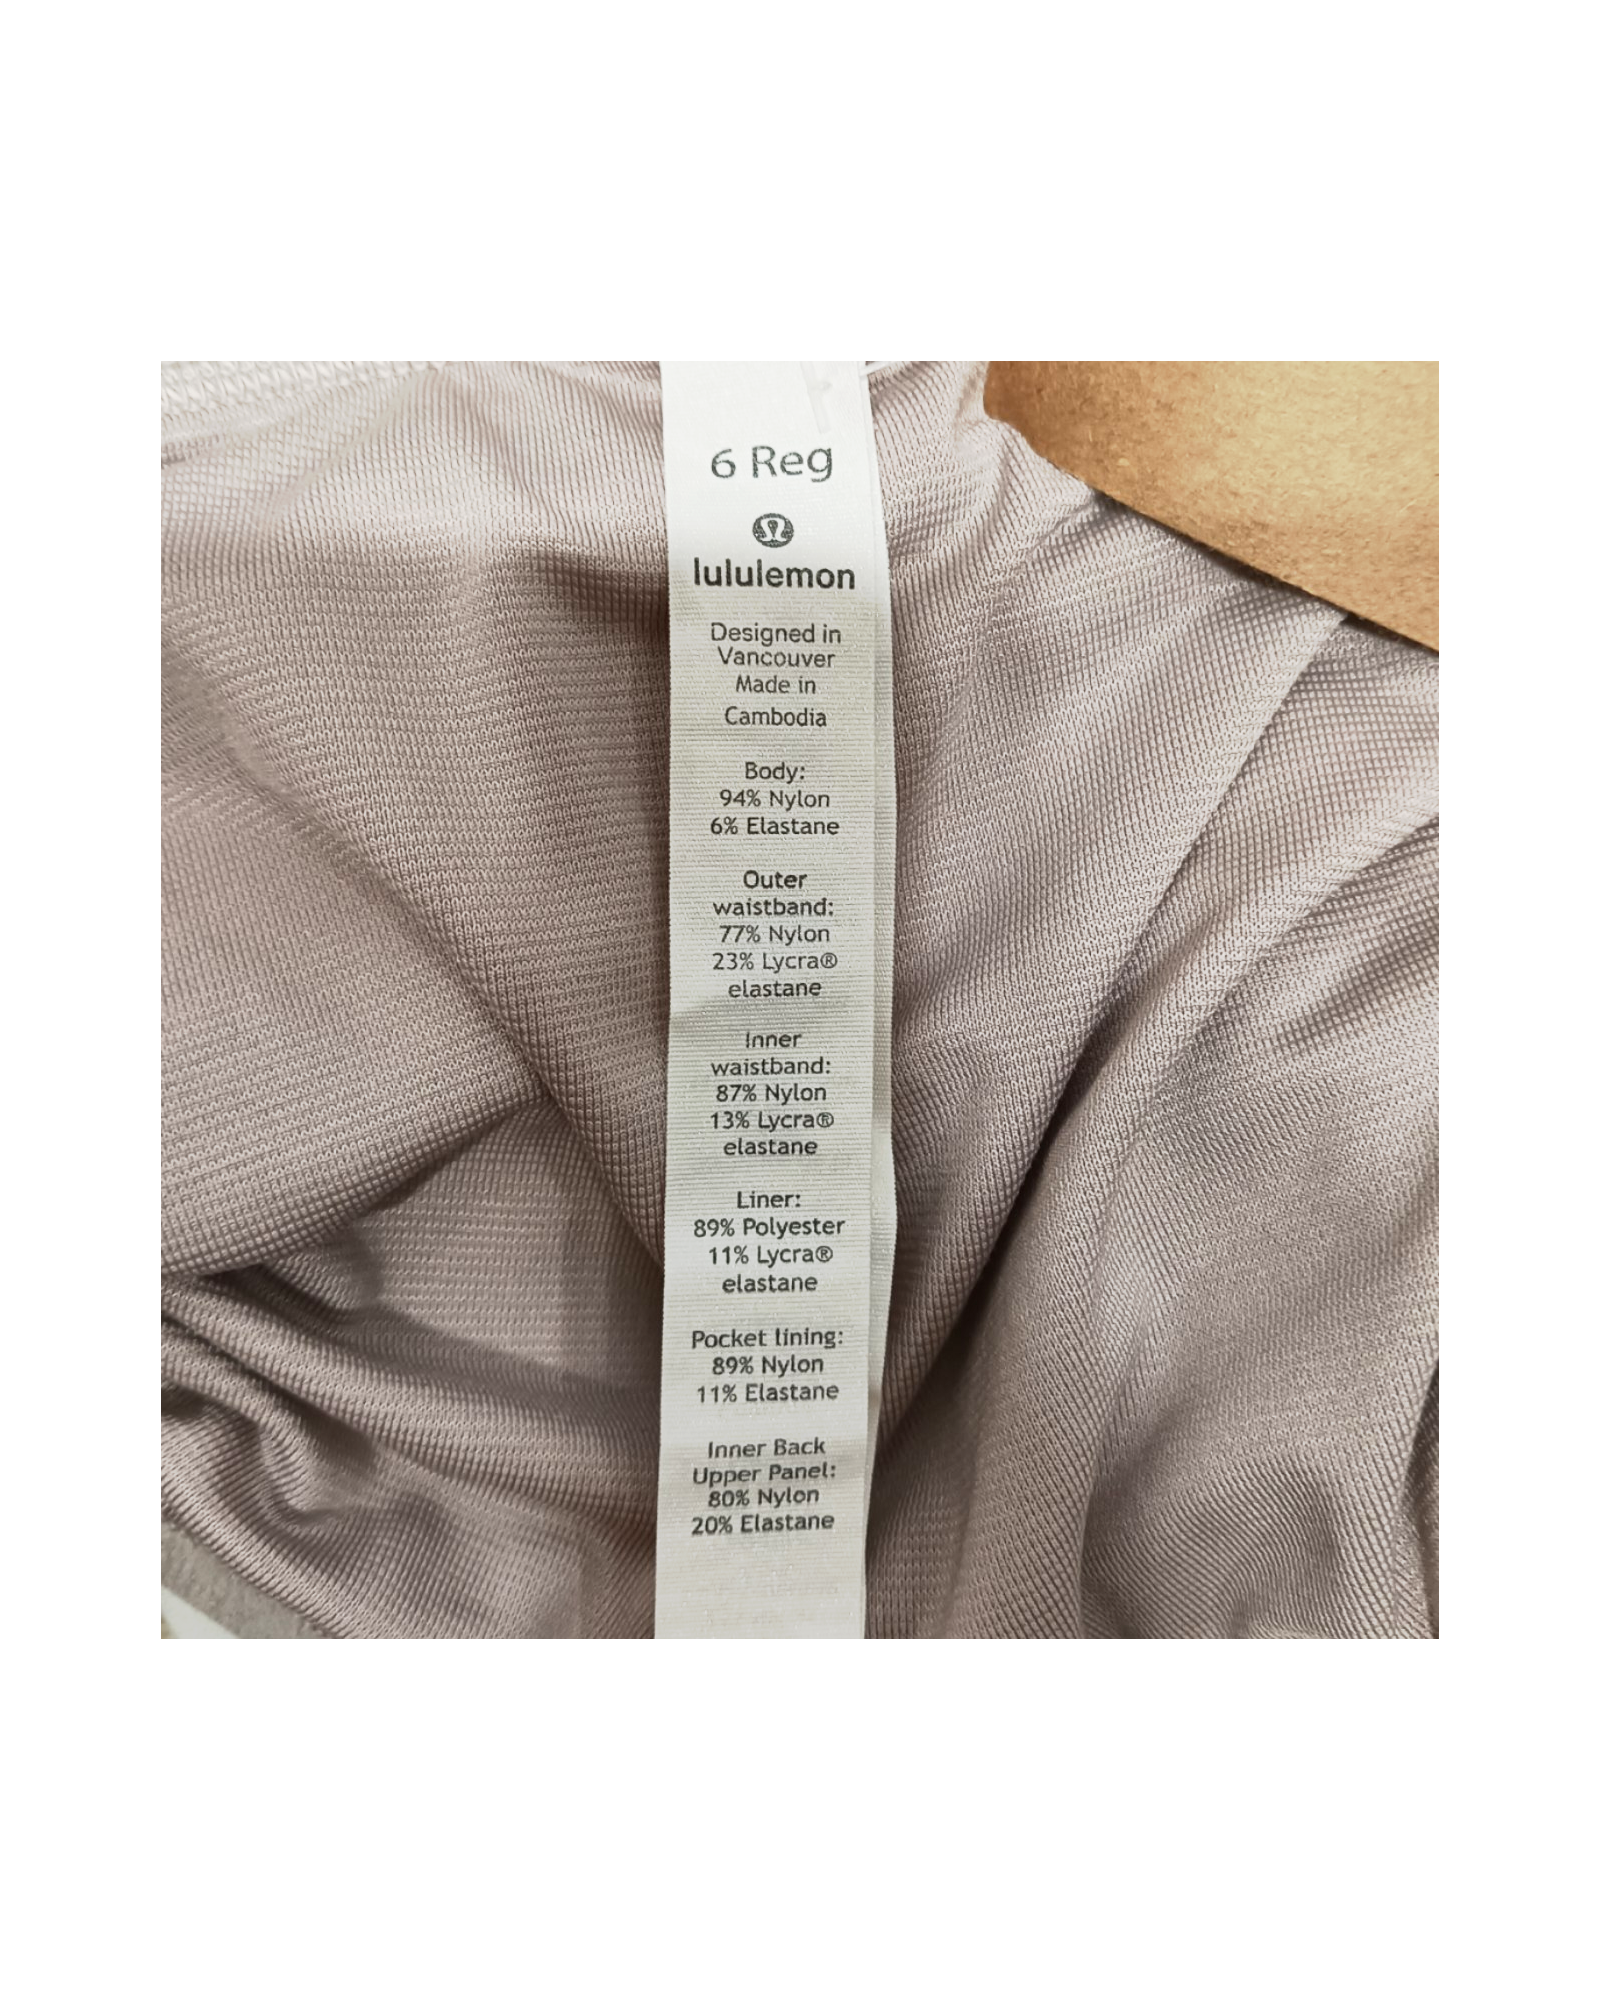 6 Reg
lululemon
Designed in
Vancouver
Made in
Cambodia
Body:
94% Nylon
6% Elastane
Outer
waistband:
77% Nylon
23% Lycra®
elastane
Inner
waistband:
87% Nylon
13% Lycra®
elastane
Liner:
89% Polyester
11% Lycra®
elastane
Pocket lining:
89% Nylon
11% Elastane
Inner Back
Upper Panel:
80% Nylon
20% Elastane